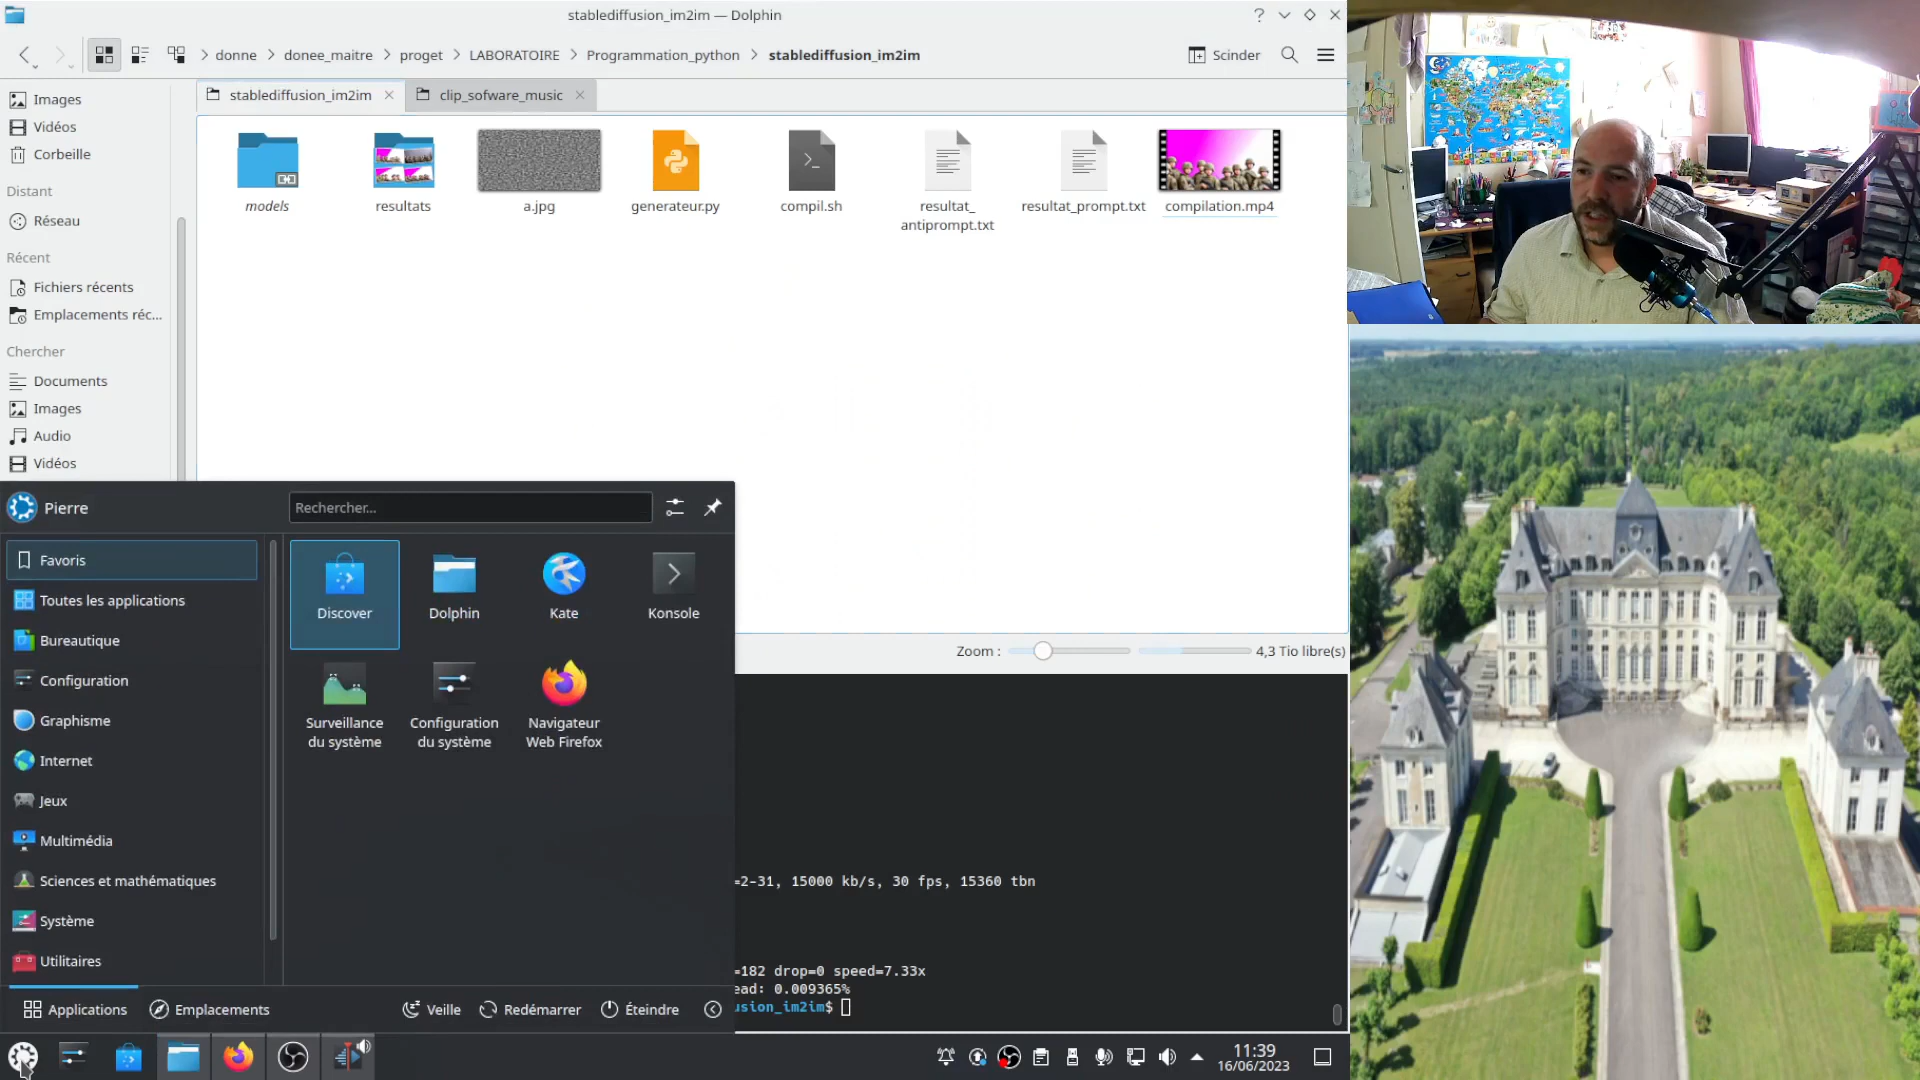 stablediffusion_im2im — Dolphin
donne
donee_maitre
proget
LABORATOIRE
Programmation_python
stablediffusion_im2im
Scinder
stablediffusion_im2im
clip_sofware_music
Images
Vidéos
Corbeille
Distant
Réseau
Récent
Fichiers récents
Emplacements réc...
Chercher
Documents
Images
Audio
Vidéos
models
resultats
a.jpg
generateur.py
compil.sh
resultat_
antiprompt.txt
resultat_prompt.txt
compilation.mp4
Pierre
Rechercher...
Favoris
Toutes les applications
Bureautique
Configuration
Graphisme
Internet
Jeux
Multimédia
Sciences et mathématiques
Système
Utilitaires
Discover
Dolphin
Kate
Konsole
Surveillance
du système
Configuration
du système
Navigateur
Web Firefox
Applications
Emplacements
Veille
Redémarrer
Éteindre
Zoom :
4,3 Tio libre(s)
=2-31, 15000 kb/s, 30 fps, 15360 tbn
=182 drop=0 speed=7.33x
ead: 0.009365%
usion_im2im$
11:39
16/06/2023